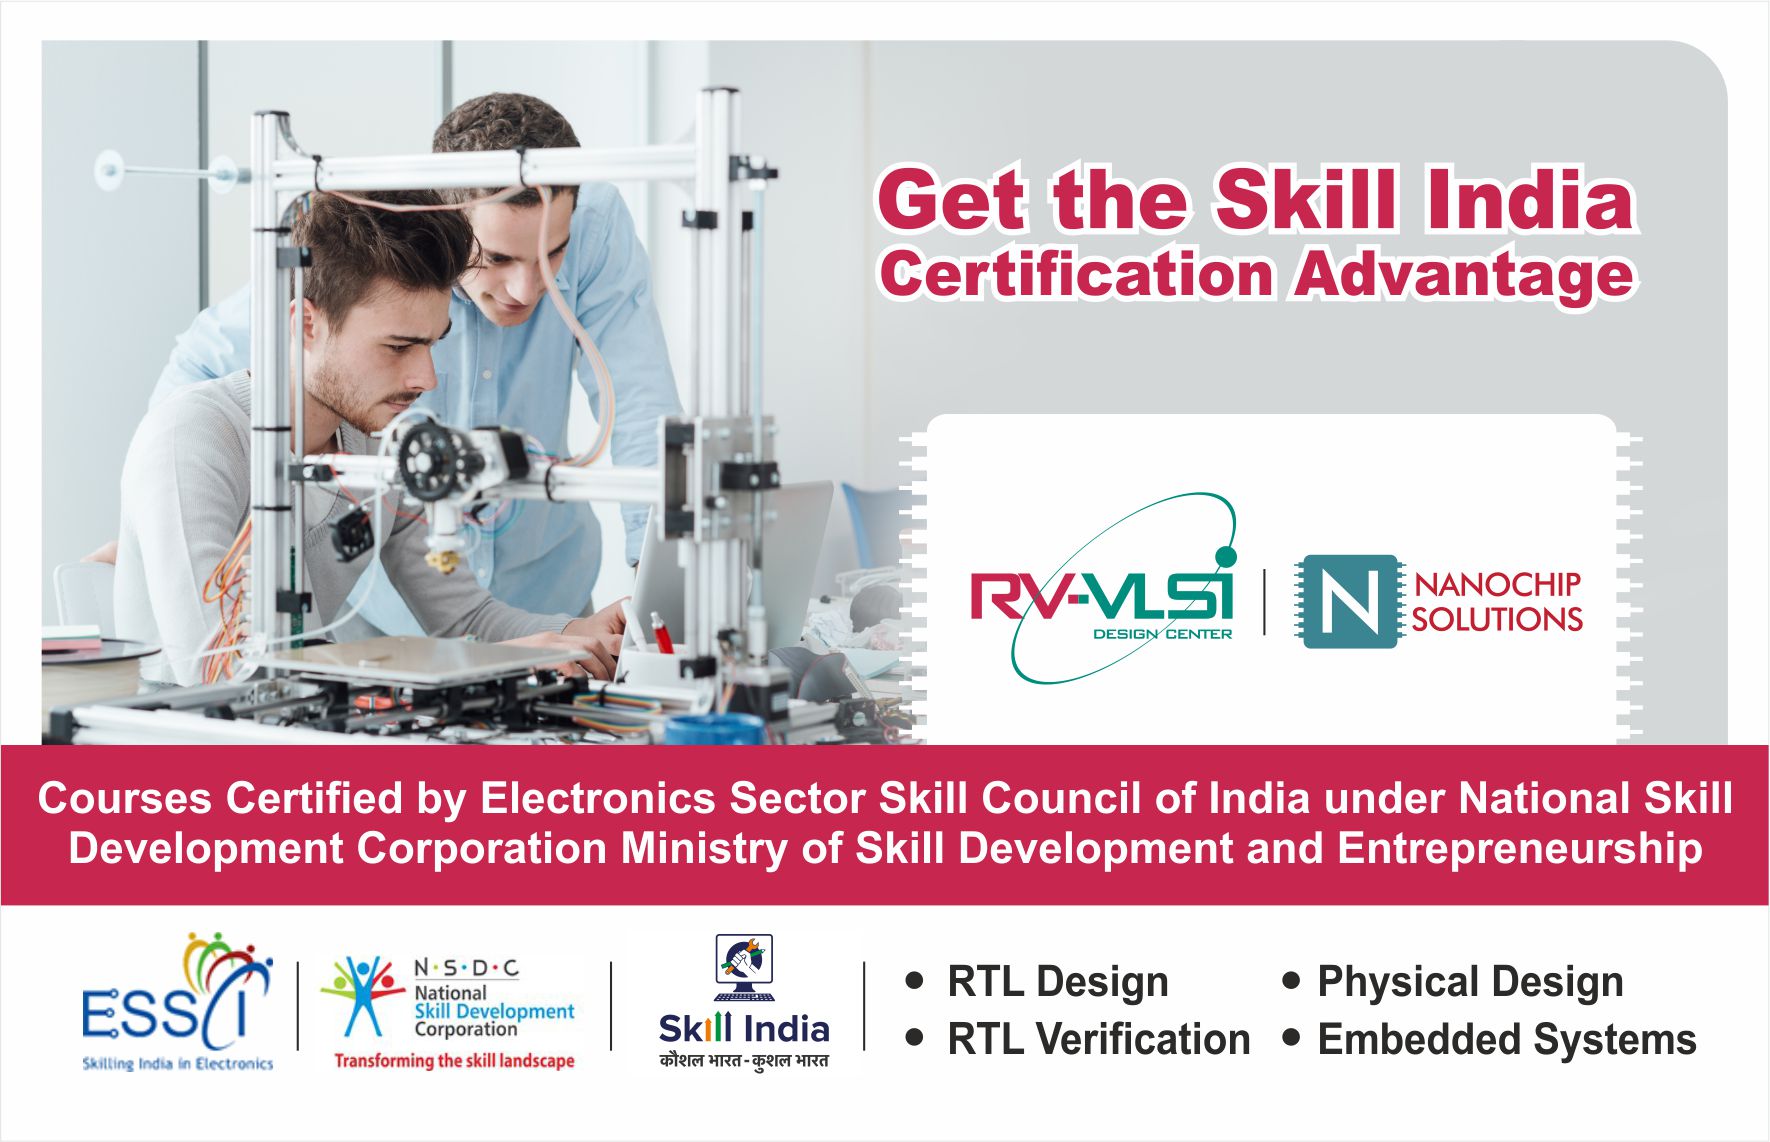 Get the Skill India
Certification Advantage
RV-VLSI
DESIGN CENTER
N
NANOCHIP
SOLUTIONS
Courses Certified by Electronics Sector Skill Council of India under National Skill
Development Corporation Ministry of Skill Development and Entrepreneurship
ESSCI
Skilling India in Electronics
N·S·D·C
National
Skill Development
Corporation
Transforming the skill landscape
Skill India
कौशल भारत - कुशल भारत
• RTL Design
• RTL Verification
• Physical Design
• Embedded Systems